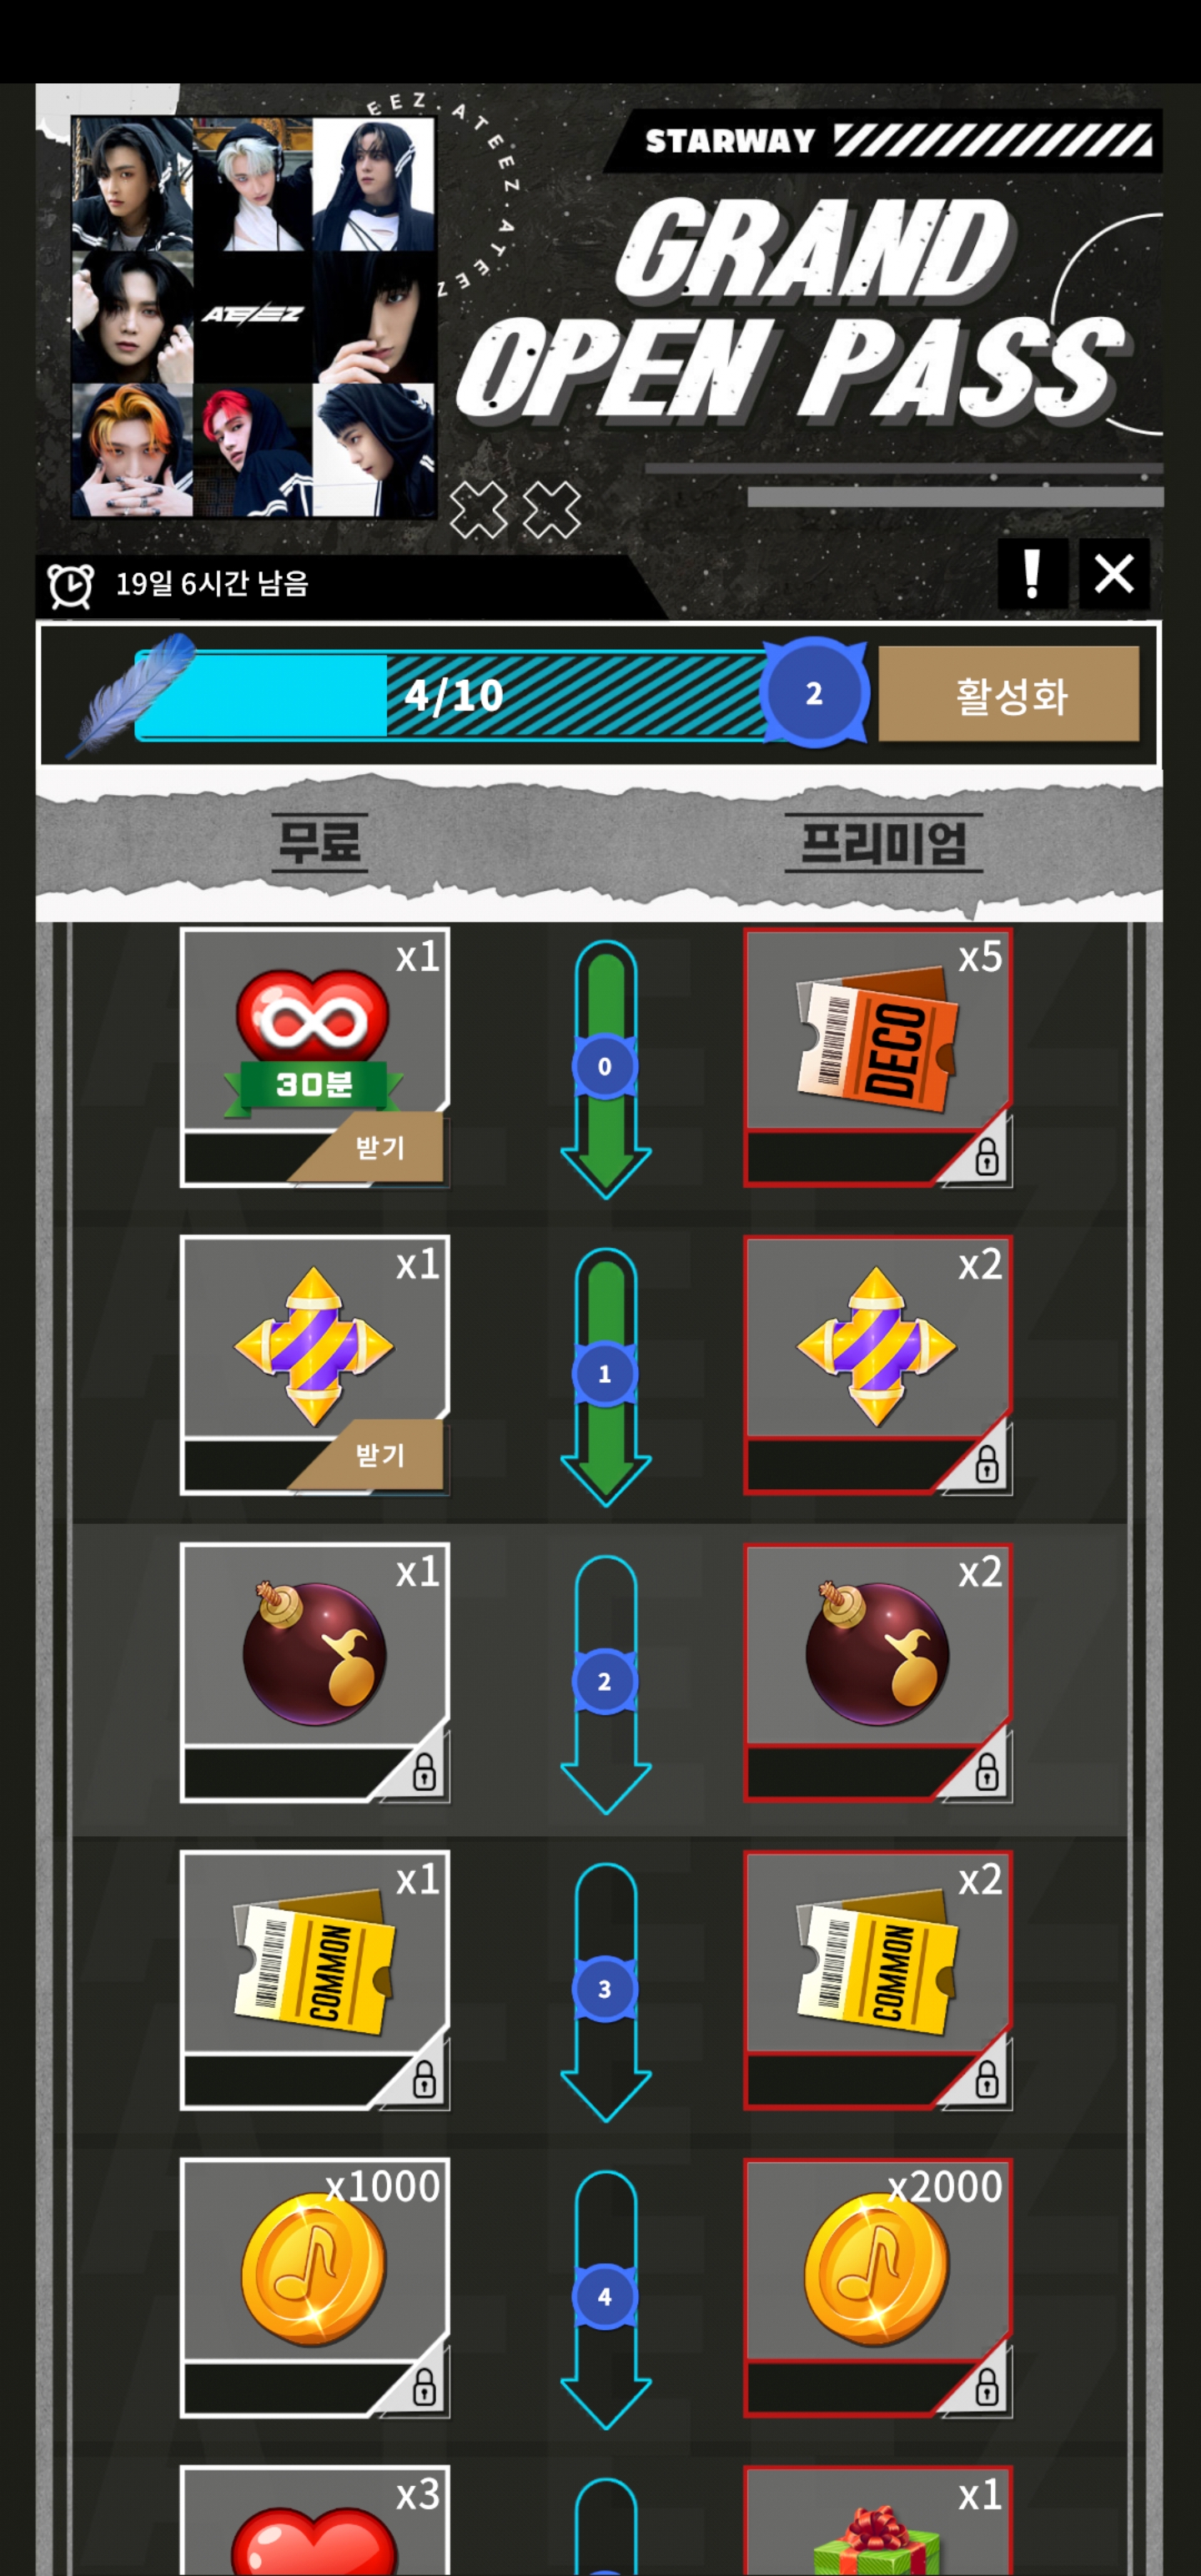 EEZ·ATEEZ·ATEEZ
STARWAY
GRAND
OPEN PASS
ATEEZ
19일 6시간 남음
4/10
2
활성화
무료
프리미엄
x1
x5
30분
DECO
0
받기
x1
x2
1
받기
x1
x2
2
x1
x2
COMMON
COMMON
3
x1000
x2000
4
x3
x1